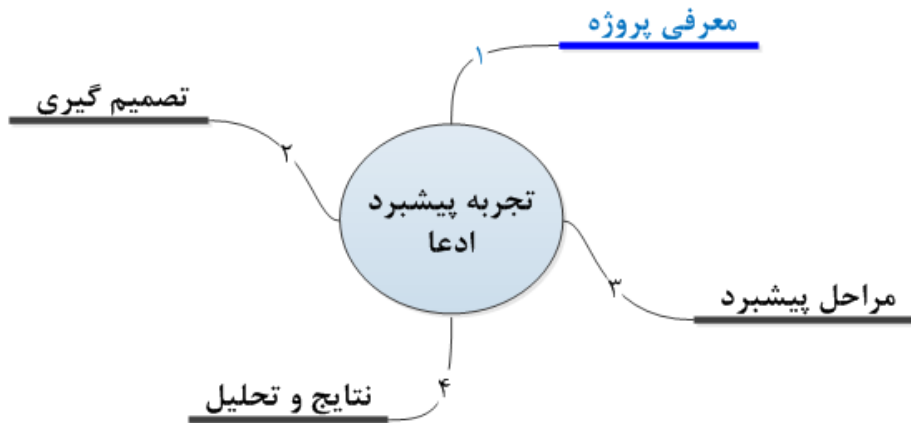 معرفی پروژه
۱
تصمیم گیری
۲
تجربه پیشبرد
ادعا
۳
مراحل پیشبرد
۴
نتایج و تحلیل